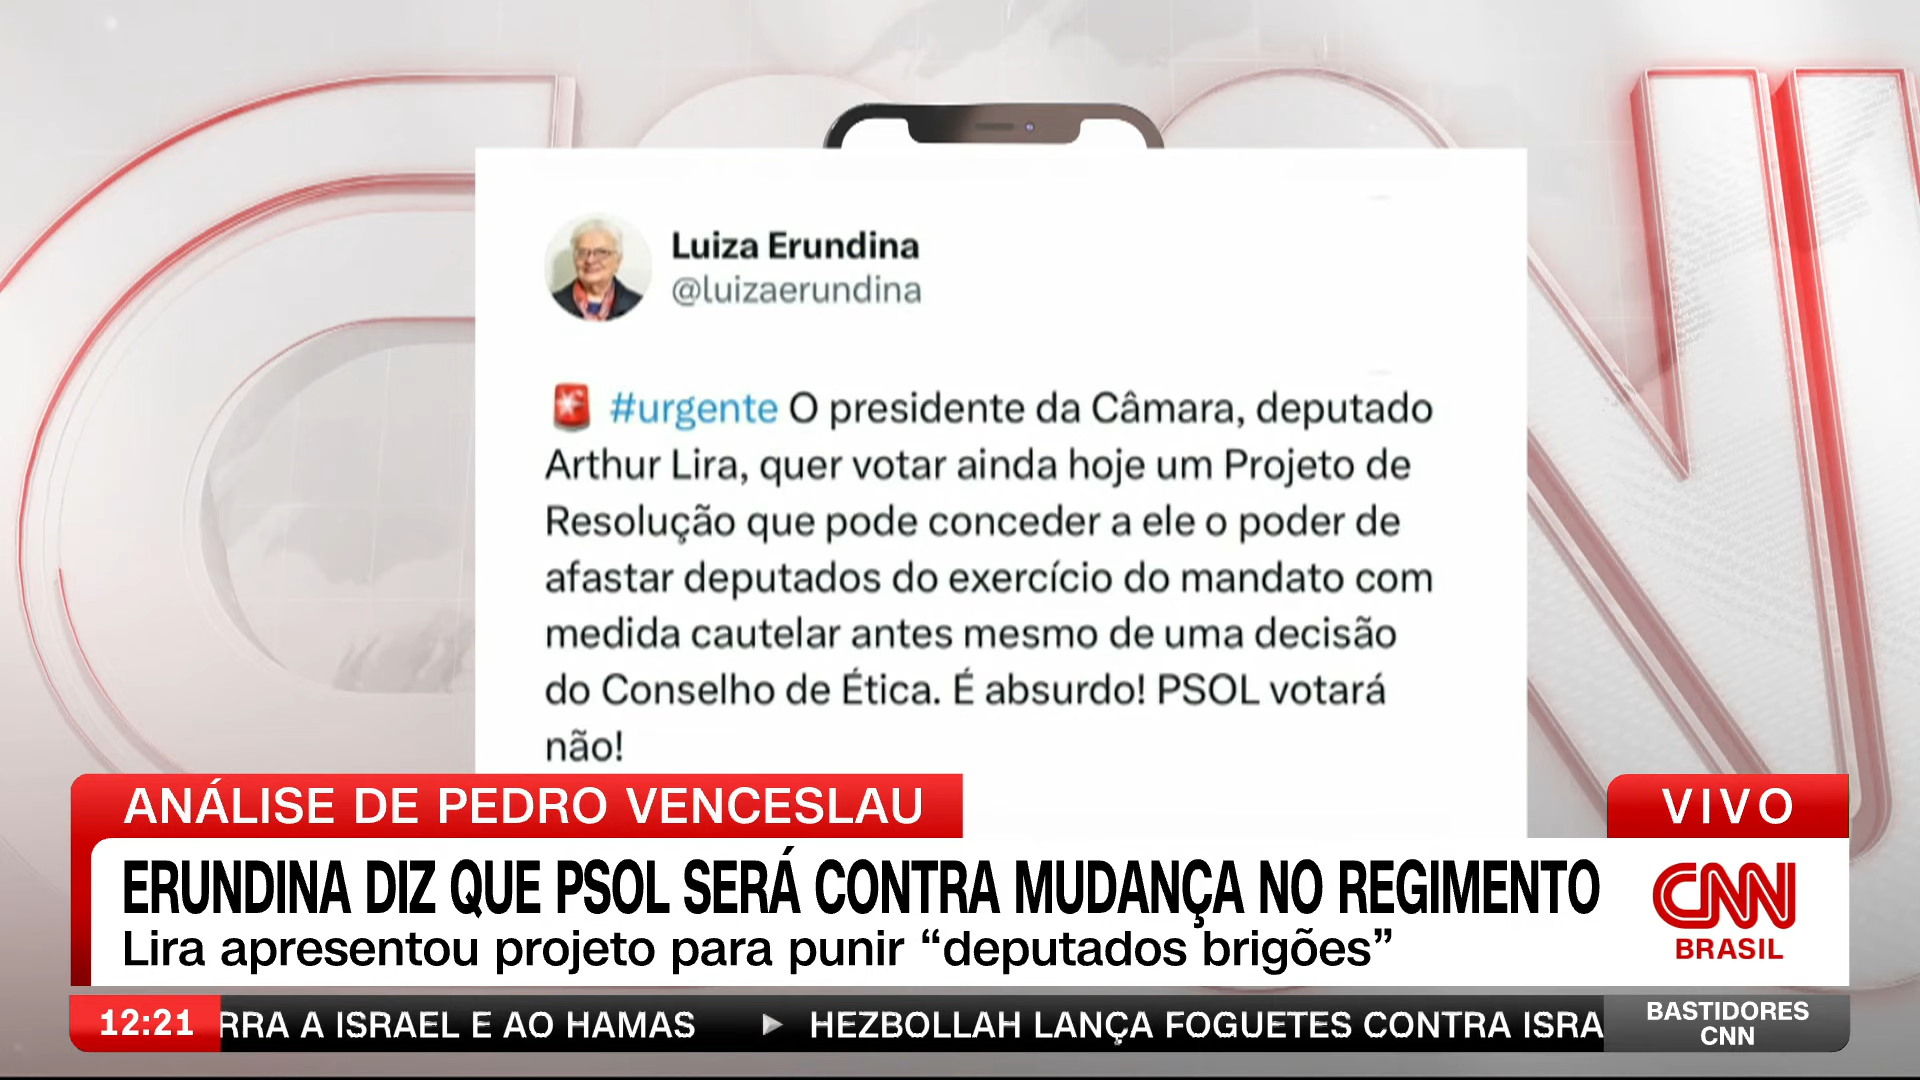 Luiza Erundina
@luizaerundina
#urgente O presidente da Câmara, deputado
Arthur Lira, quer votar ainda hoje um Projeto de
Resolução que pode conceder a ele o poder de
afastar deputados do exercício do mandato com
medida cautelar antes mesmo de uma decisão
do Conselho de Ética. É absurdo! PSOL votará
não!
ANÁLISE DE PEDRO VENCESLAU
VIVO
ERUNDINA DIZ QUE PSOL SERÁ CONTRA MUDANÇA NO REGIMENTO
Lira apresentou projeto para punir “deputados brigões”
CNN
BRASIL
12:21
RRA A ISRAEL E AO HAMAS
HEZBOLLAH LANÇA FOGUETES CONTRA ISRA
BASTIDORES
CNN